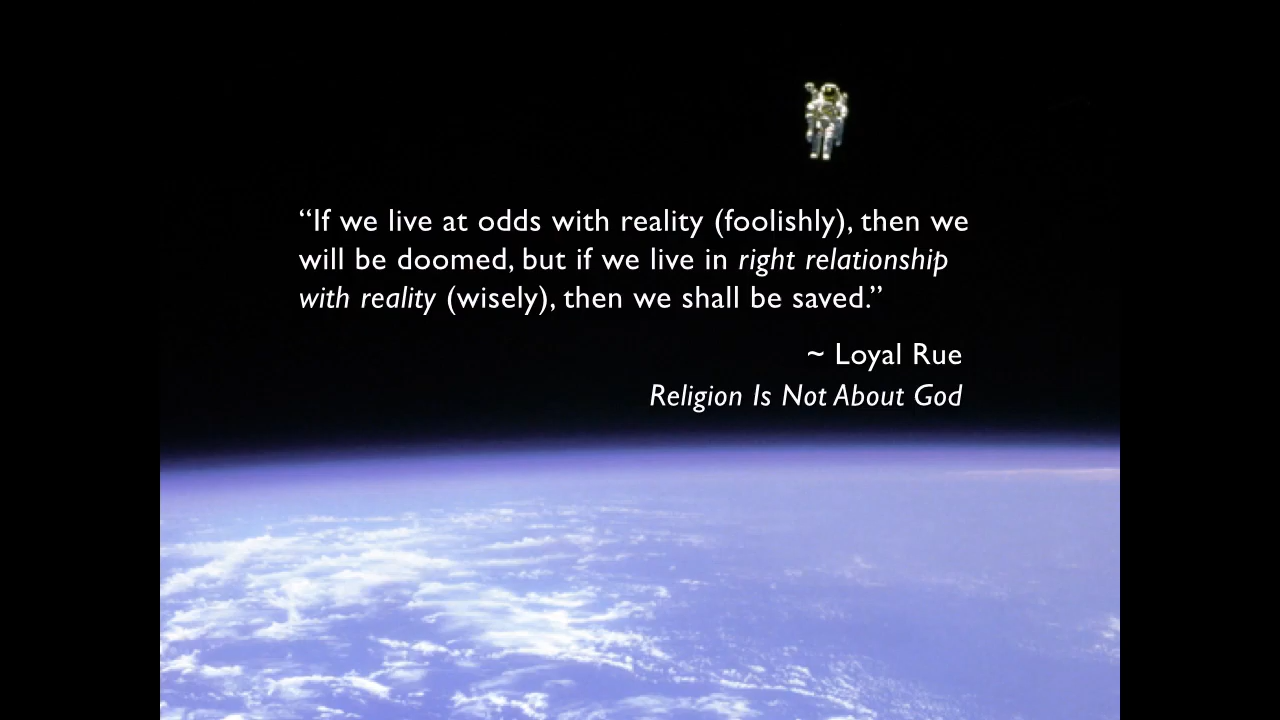 “If we live at odds with reality (foolishly), then we
will be doomed, but if we live in right relationship
with reality (wisely), then we shall be saved.”
~ Loyal Rue
Religion Is Not About God